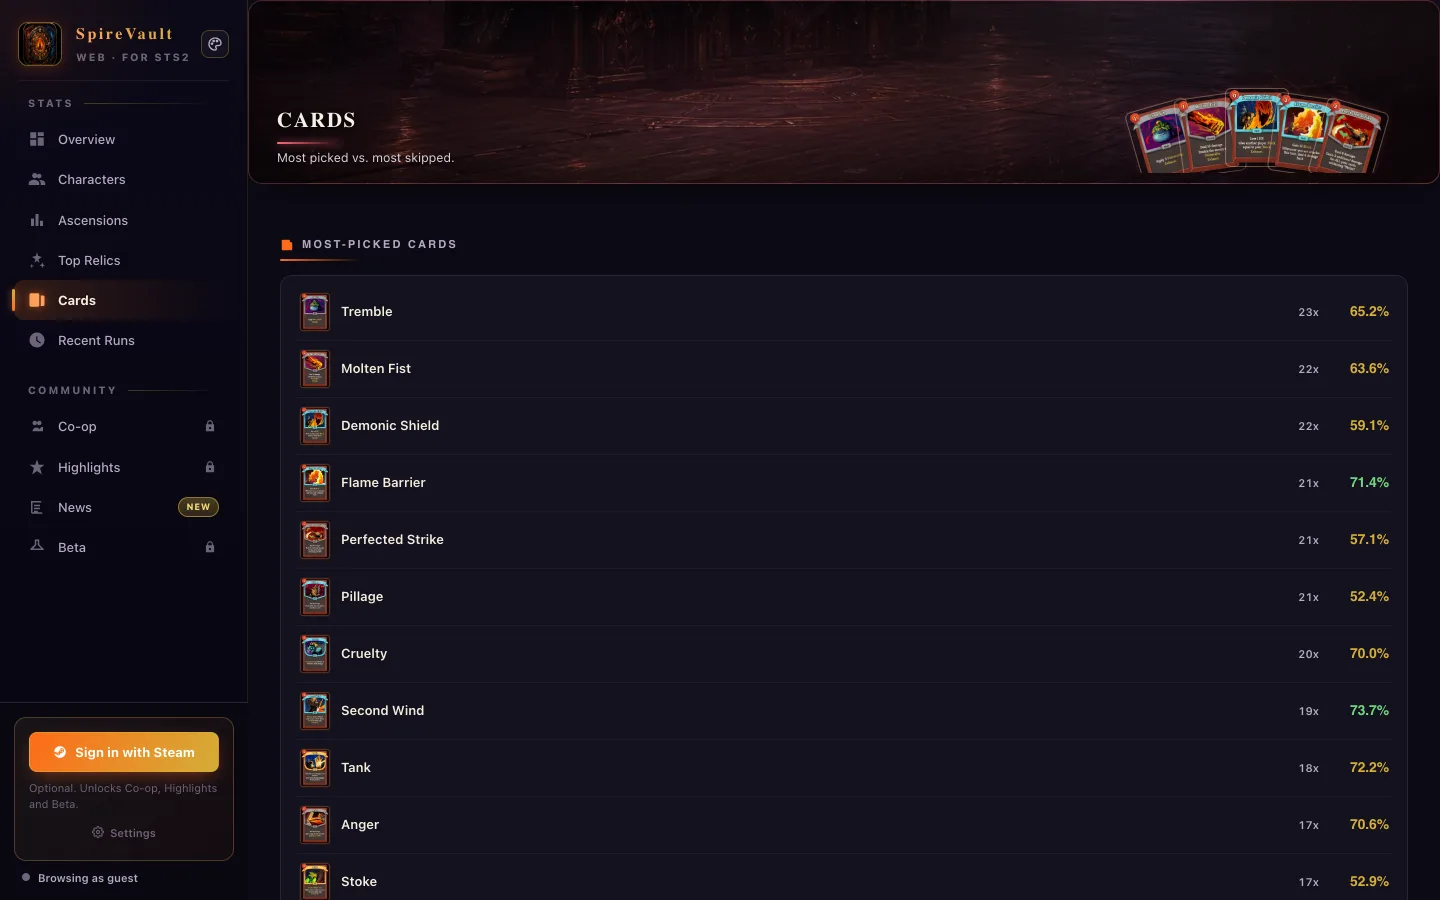 SpireVault
WEB · FOR STS2
STATS
Overview
Characters
Ascensions
Top Relics
Cards
Recent Runs
COMMUNITY
Co-op
Highlights
News NEW
Beta
Sign in with Steam
Optional. Unlocks Co-op, Highlights
and Beta.
Settings
Browsing as guest
CARDS
Most picked vs. most skipped.
MOST-PICKED CARDS
Tremble 23x 65.2%
Molten Fist 22x 63.6%
Demonic Shield 22x 59.1%
Flame Barrier 21x 71.4%
Perfected Strike 21x 57.1%
Pillage 21x 52.4%
Cruelty 20x 70.0%
Second Wind 19x 73.7%
Tank 18x 72.2%
Anger 17x 70.6%
Stoke 17x 52.9%